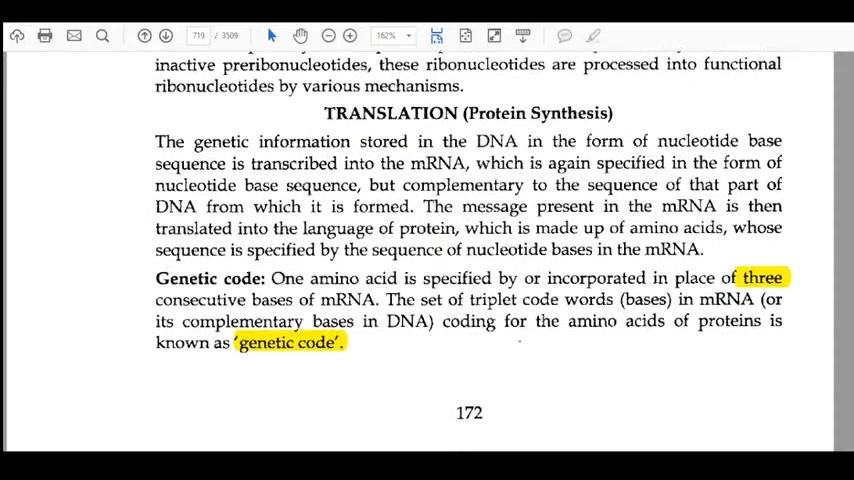 719 / 3509
162%
inactive preribonucleotides, these ribonucleotides are processed into functional
ribonucleotides by various mechanisms.
TRANSLATION (Protein Synthesis)
The genetic information stored in the DNA in the form of nucleotide base
sequence is transcribed into the mRNA, which is again specified in the form of
nucleotide base sequence, but complementary to the sequence of that part of
DNA from which it is formed. The message present in the mRNA is then
translated into the language of protein, which is made up of amino acids, whose
sequence is specified by the sequence of nucleotide bases in the mRNA.
Genetic code: One amino acid is specified by or incorporated in place of three
consecutive bases of mRNA. The set of triplet code words (bases) in mRNA (or
its complementary bases in DNA) coding for the amino acids of proteins is
known as 'genetic code'.
172